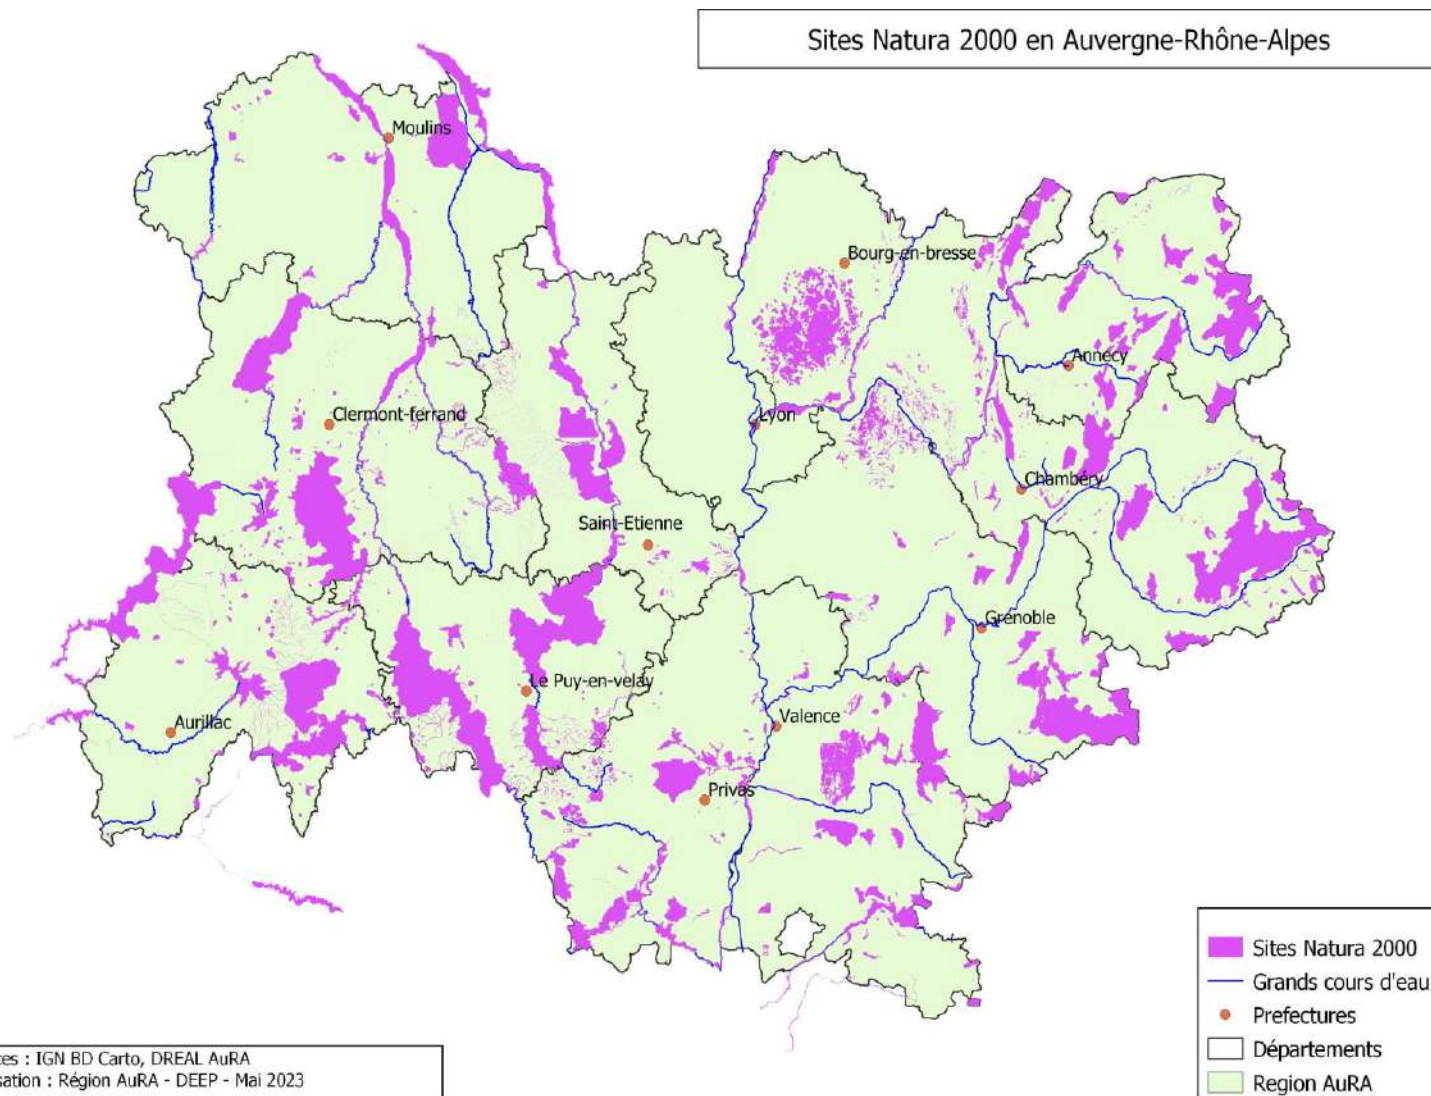 Sites Natura 2000 en Auvergne-Rhône-Alpes
Moulins
Bourg-en-bresse
Annecy
Clermont-ferrand
Lyon
Chambéry
Saint-Etienne
Grenoble
Le Puy-en-velay
Aurillac
Valence
Privas
Sites Natura 2000
Grands cours d'eau
Prefectures
Départements
Region AuRA
ces : IGN BD Carto, DREAL AuRA
sation : Région AuRA - DEEP - Mai 2023